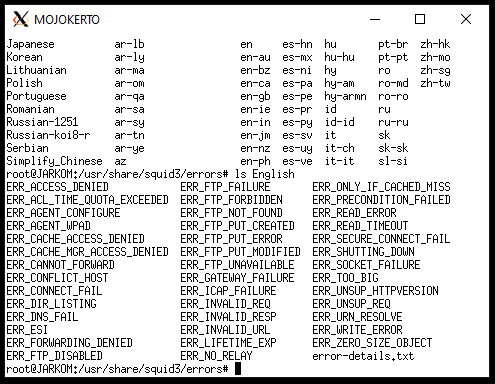 MOJOKERTO
Japanese ar-lb en es-hn hu pt-br zh-hk
Korean ar-ly en-au es-mx hu-hu pt-pt zh-mo
Lithuanian ar-ma en-bz es-ni hy ro zh-sg
Polish ar-om en-ca es-pa hy-am ro-md zh-tw
Portuguese ar-qa en-gb es-pe hy-armn ro-ro
Romanian ar-sa en-ie es-pr id ru
Russian-1251 ar-sy en-in es-py id-id ru-ru
Russian-koi8-r ar-tn en-jm es-sv it sk
Serbian ar-ye en-nz es-uy it-ch sk-sk
Simplify_Chinese az en-ph es-ve it-it sl-si
root@JARKOM:/usr/share/squid3/errors# ls English
ERR_ACCESS_DENIED ERR_FTP_FAILURE ERR_ONLY_IF_CACHED_MISS
ERR_ACL_TIME_QUOTA_EXCEEDED ERR_FTP_FORBIDDEN ERR_PRECONDITION_FAILED
ERR_AGENT_CONFIGURE ERR_FTP_NOT_FOUND ERR_READ_ERROR
ERR_AGENT_WPAD ERR_FTP_PUT_CREATED ERR_READ_TIMEOUT
ERR_CACHE_ACCESS_DENIED ERR_FTP_PUT_ERROR ERR_SECURE_CONNECT_FAIL
ERR_CACHE_MGR_ACCESS_DENIED ERR_FTP_PUT_MODIFIED ERR_SHUTTING_DOWN
ERR_CANNOT_FORWARD ERR_FTP_UNAVAILABLE ERR_SOCKET_FAILURE
ERR_CONFLICT_HOST ERR_GATEWAY_FAILURE ERR_TOO_BIG
ERR_CONNECT_FAIL ERR_ICAP_FAILURE ERR_UNSUP_HTTPVERSION
ERR_DIR_LISTING ERR_INVALID_REQ ERR_UNSUP_REQ
ERR_DNS_FAIL ERR_INVALID_RESP ERR_URN_RESOLVE
ERR_ESI ERR_INVALID_URL ERR_WRITE_ERROR
ERR_FORWARDING_DENIED ERR_LIFETIME_EXP ERR_ZERO_SIZE_OBJECT
ERR_FTP_DISABLED ERR_NO_RELAY error-details.txt
root@JARKOM:/usr/share/squid3/errors#